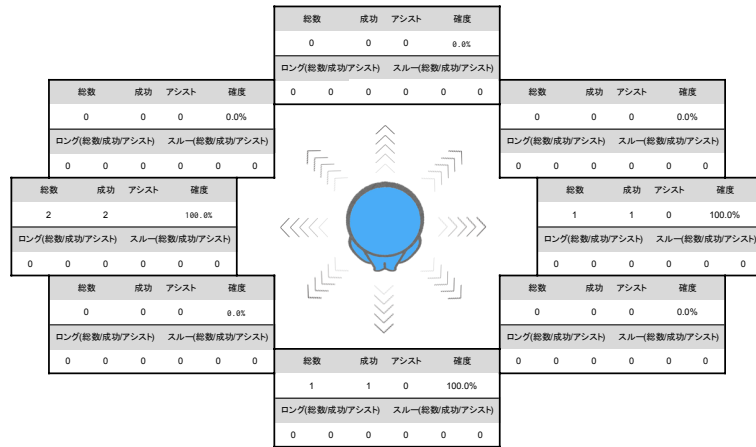 総数 成功 アシスト 確度
0 0 0 0.0%
ロング(総数/成功/アシスト) スルー(総数/成功/アシスト)
0 0 0 0 0 0
総数 成功 アシスト 確度
0 0 0 0.0%
ロング(総数/成功/アシスト) スルー(総数/成功/アシスト)
0 0 0 0 0 0
総数 成功 アシスト 確度
0 0 0 0.0%
ロング(総数/成功/アシスト) スルー(総数/成功/アシスト)
0 0 0 0 0 0
総数 成功 アシスト 確度
2 2 100.0%
ロング(総数/成功/アシスト) スルー(総数/成功/アシスト)
0 0 0 0 0 0
総数 成功 アシスト 確度
1 1 0 100.0%
ロング(総数/成功/アシスト) スルー(総数/成功/アシスト)
0 0 0 0 0 0
総数 成功 アシスト 確度
0 0 0 0.0%
ロング(総数/成功/アシスト) スルー(総数/成功/アシスト)
0 0 0 0 0 0
総数 成功 アシスト 確度
0 0 0 0.0%
ロング(総数/成功/アシスト) スルー(総数/成功/アシスト)
0 0 0 0 0 0
総数 成功 アシスト 確度
1 1 0 100.0%
ロング(総数/成功/アシスト) スルー(総数/成功/アシスト)
0 0 0 0 0 0